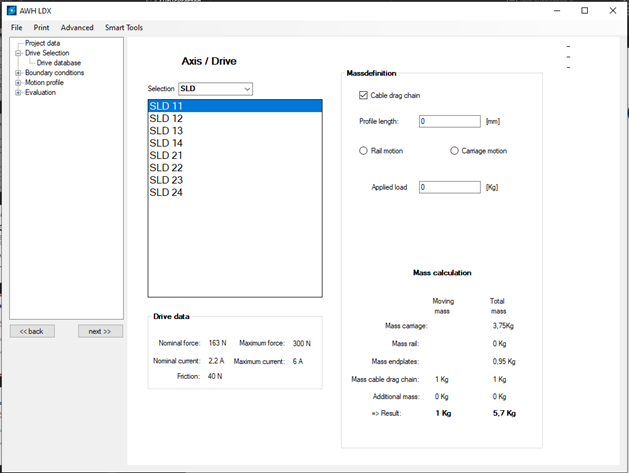 AWH LDX
File Print Advanced Smart Tools
Project data
Drive Selection
Drive database
Boundary conditions
Motion profile
Evaluation
<< back next >>
Axis / Drive
Selection SLD
SLD 11
SLD 12
SLD 13
SLD 14
SLD 21
SLD 22
SLD 23
SLD 24
Drive data
Nominal force: 163 N Maximum force: 300 N
Nominal current: 2,2 A Maximum current: 6 A
Friction: 40 N
Massdefinition
Cable drag chain
Profile length: 0 [mm]
Rail motion Carriage motion
Applied load 0 [Kg]
Mass calculation
Moving Total
mass mass
Mass carriage: 3,75Kg
Mass rail: 0 Kg
Mass endplates: 0,95 Kg
Mass cable drag chain: 1 Kg 1 Kg
Additional mass: 0 Kg 0 Kg
=> Result: 1 Kg 5,7 Kg
–
–
–